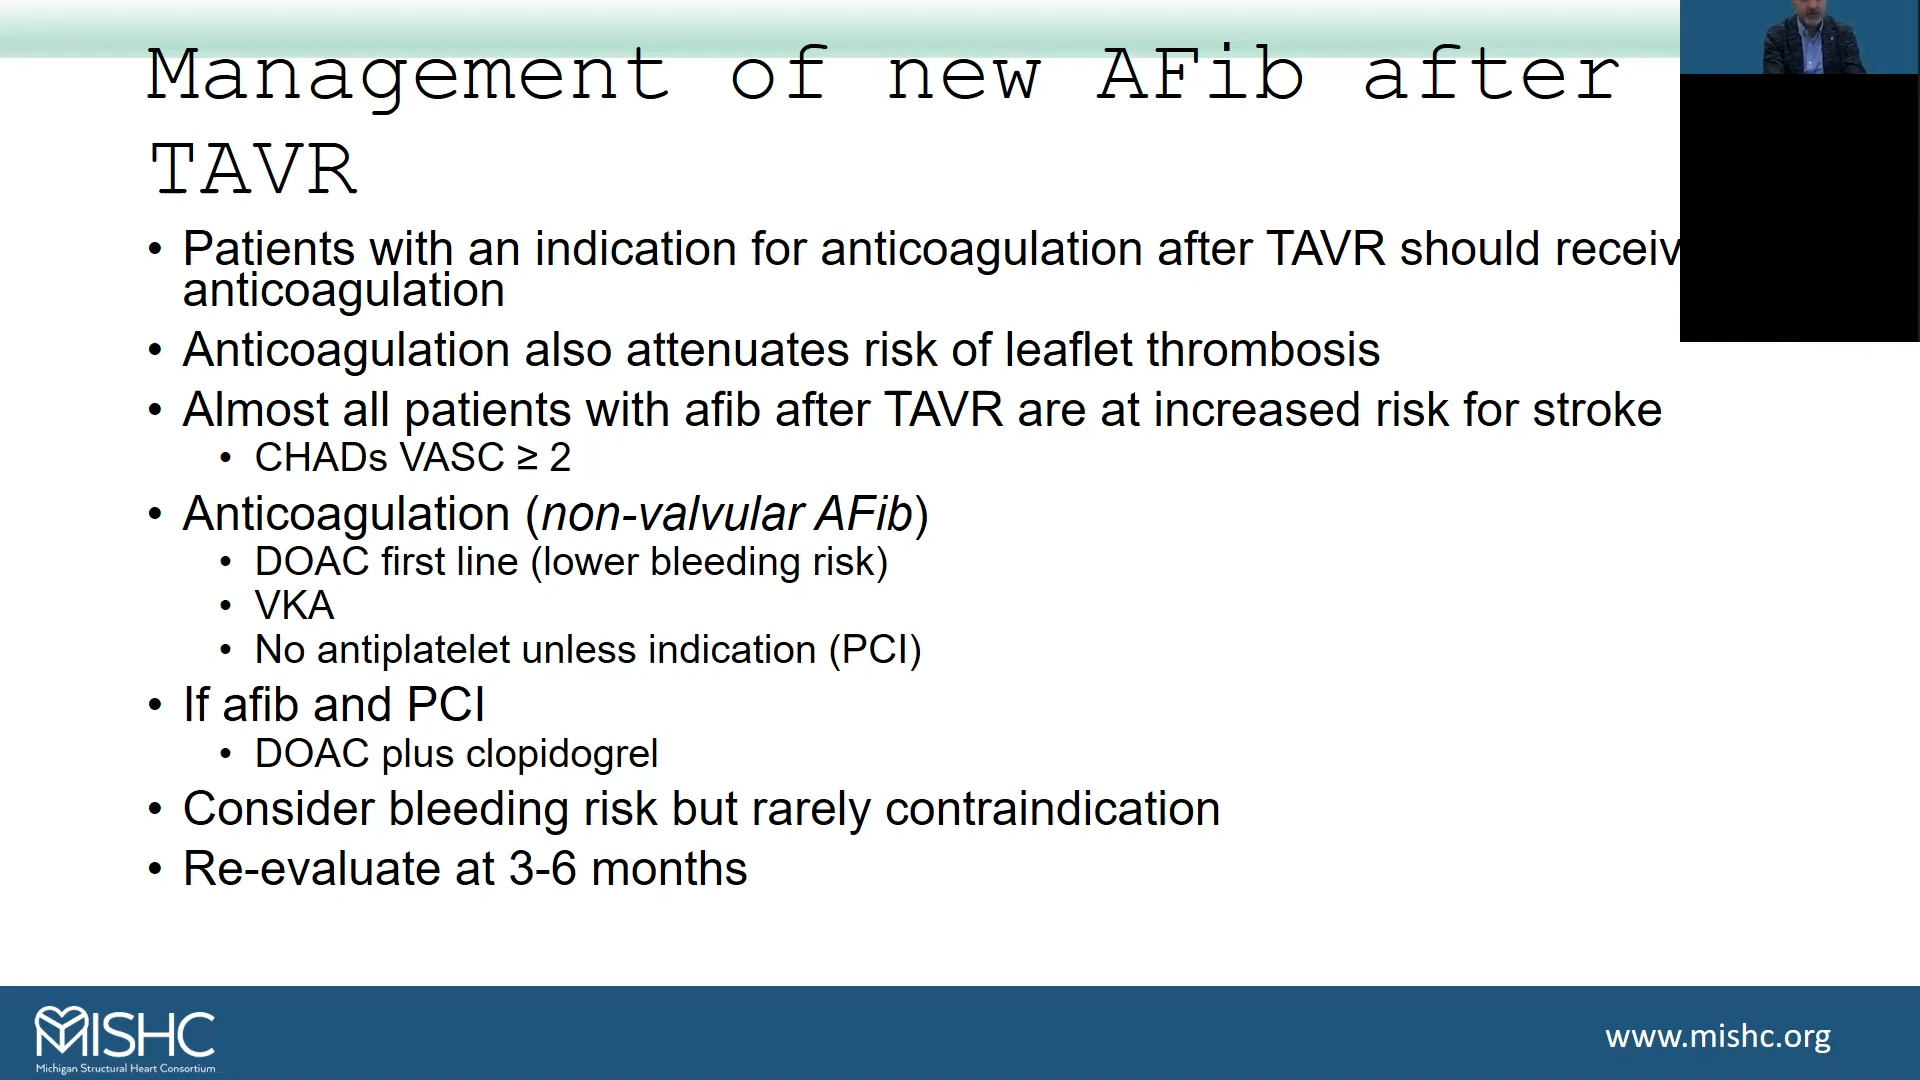 Management of new AFib after
TAVR
• Patients with an indication for anticoagulation after TAVR should receiv
anticoagulation
• Anticoagulation also attenuates risk of leaflet thrombosis
• Almost all patients with afib after TAVR are at increased risk for stroke
• CHADs VASC ≥ 2
• Anticoagulation (non-valvular AFib)
• DOAC first line (lower bleeding risk)
• VKA
• No antiplatelet unless indication (PCI)
• If afib and PCI
• DOAC plus clopidogrel
• Consider bleeding risk but rarely contraindication
• Re-evaluate at 3-6 months
MISHC
Michigan Structural Heart Consortium
www.mishc.org